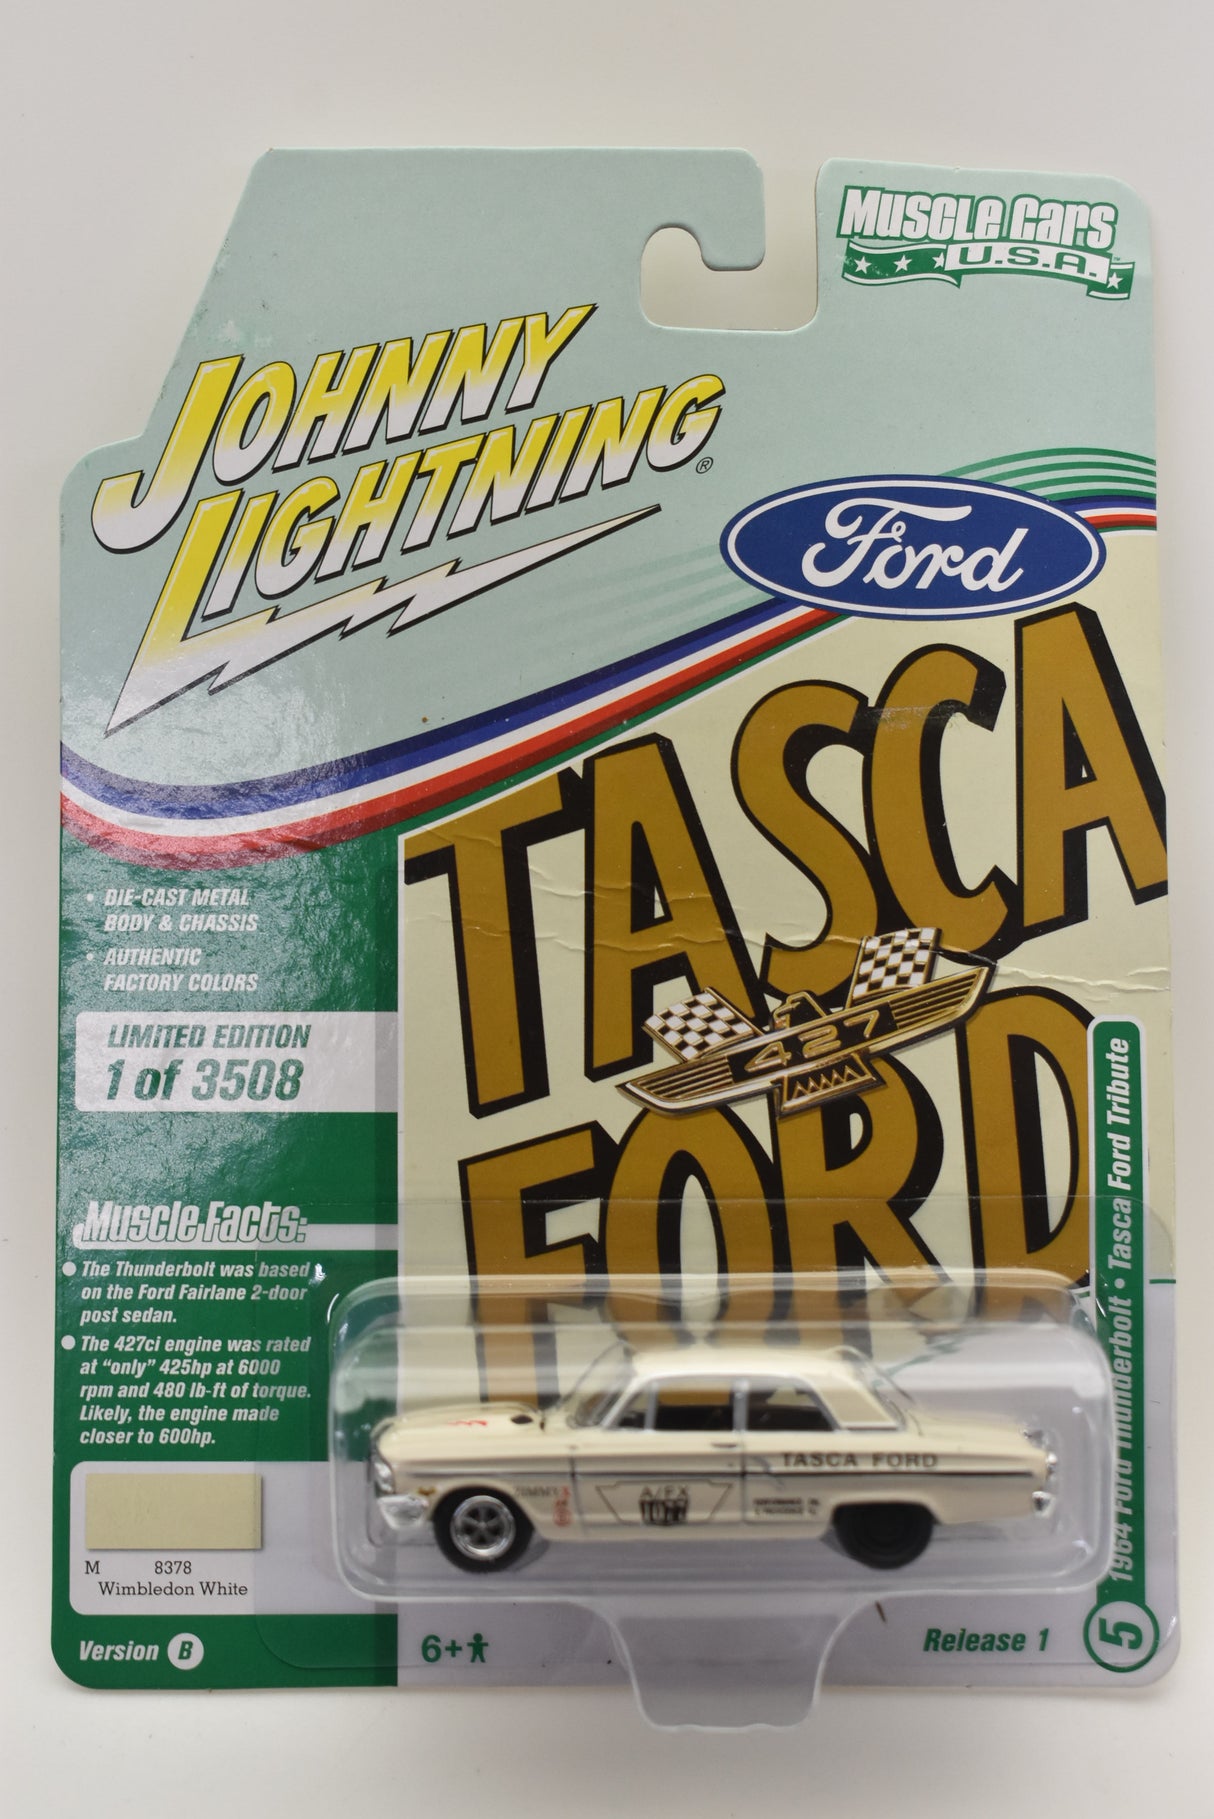 MUSCLE CARS
U.S.A.
™
JOHNNY
LIGHTNING®
Ford
TASCA
FORD
427
• DIE-CAST METAL
BODY & CHASSIS
• AUTHENTIC
FACTORY COLORS
LIMITED EDITION
1 of 3508
Muscle Facts:
● The Thunderbolt was based
on the Ford Fairlane 2-door
post sedan.
● The 427ci engine was rated
at “only” 425hp at 6000
rpm and 480 lb-ft of torque.
Likely, the engine made
closer to 600hp.
M 8378
Wimbledon White
Version B
6+
Release 1
5
1964 Ford Thunderbolt • Tasca Ford Tribute
TASCA FORD
A/FX